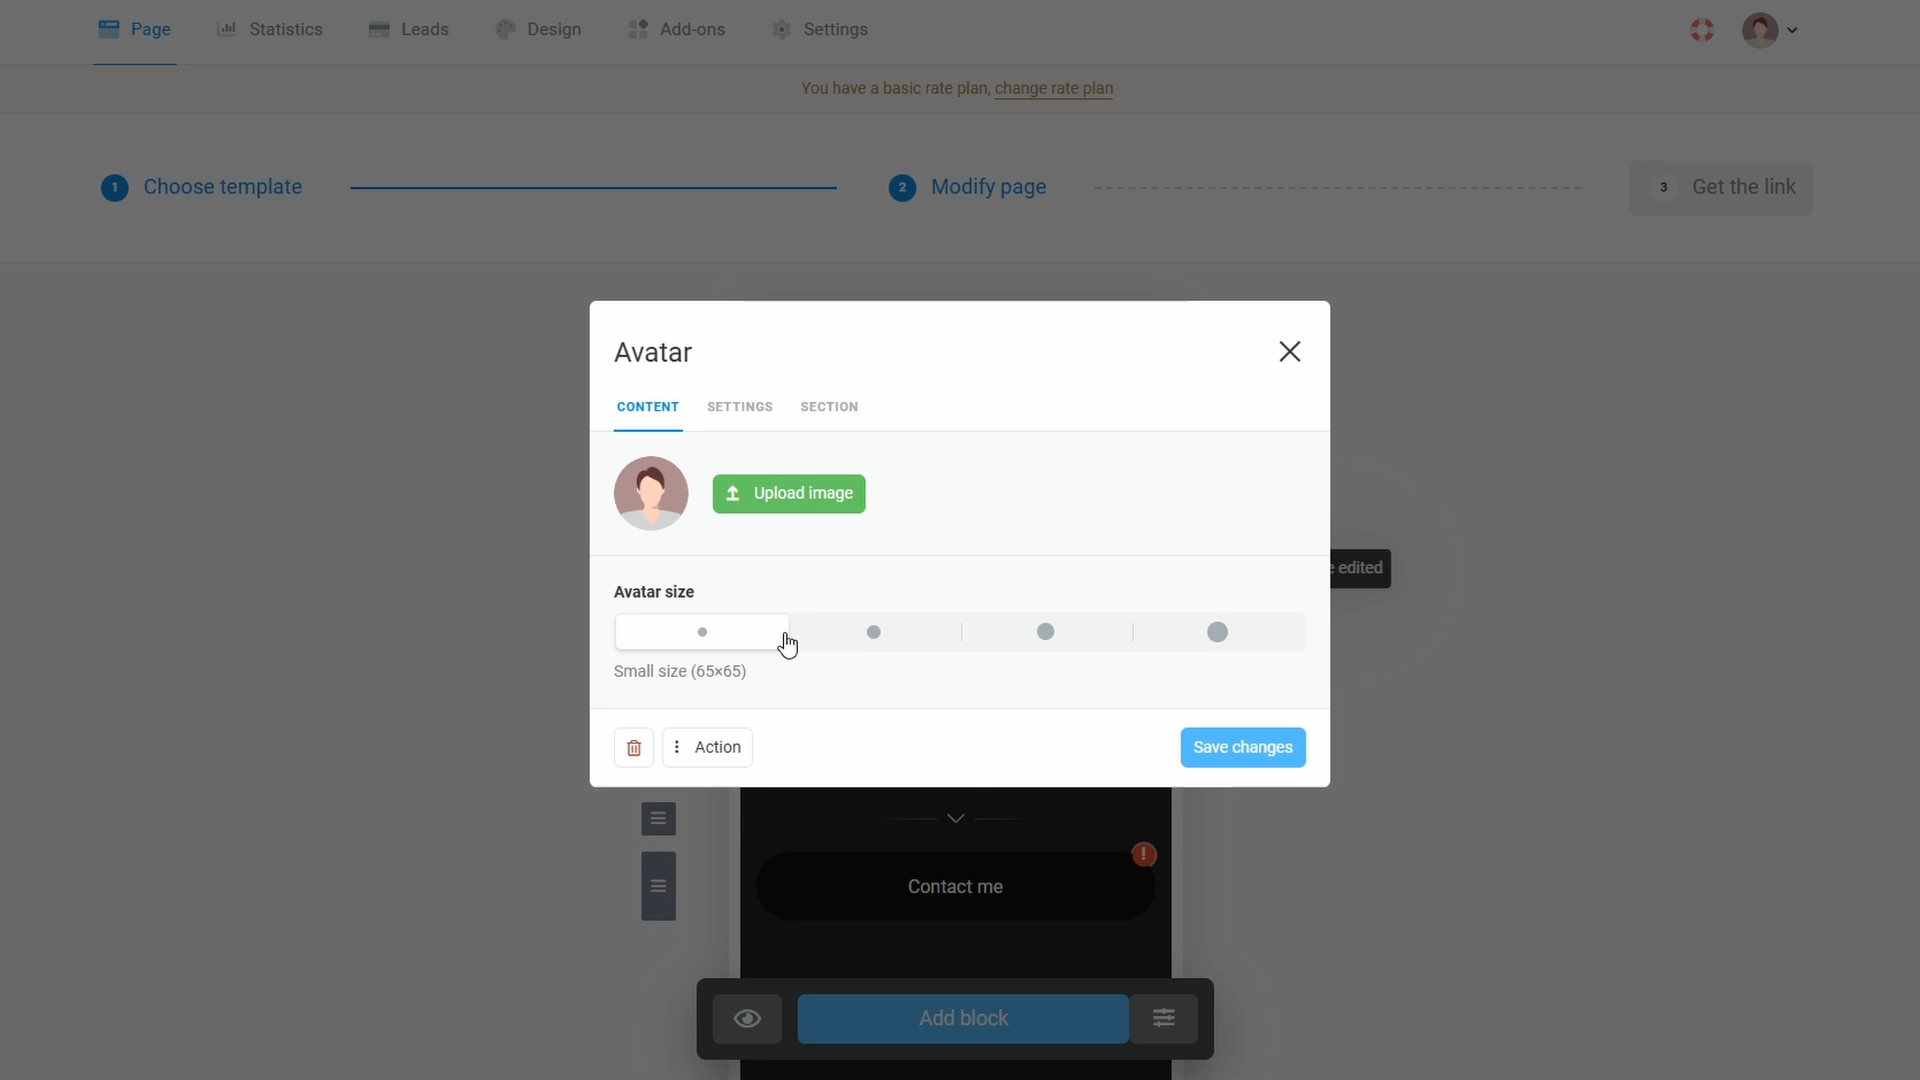 Page Statistics Leads Design Add-ons Settings
You have a basic rate plan, change rate plan
1 Choose template 2 Modify page 3 Get the link
Avatar
CONTENT SETTINGS SECTION
Upload image
edited
Avatar size
Small size (65×65)
Action Save changes
Contact me
Add block